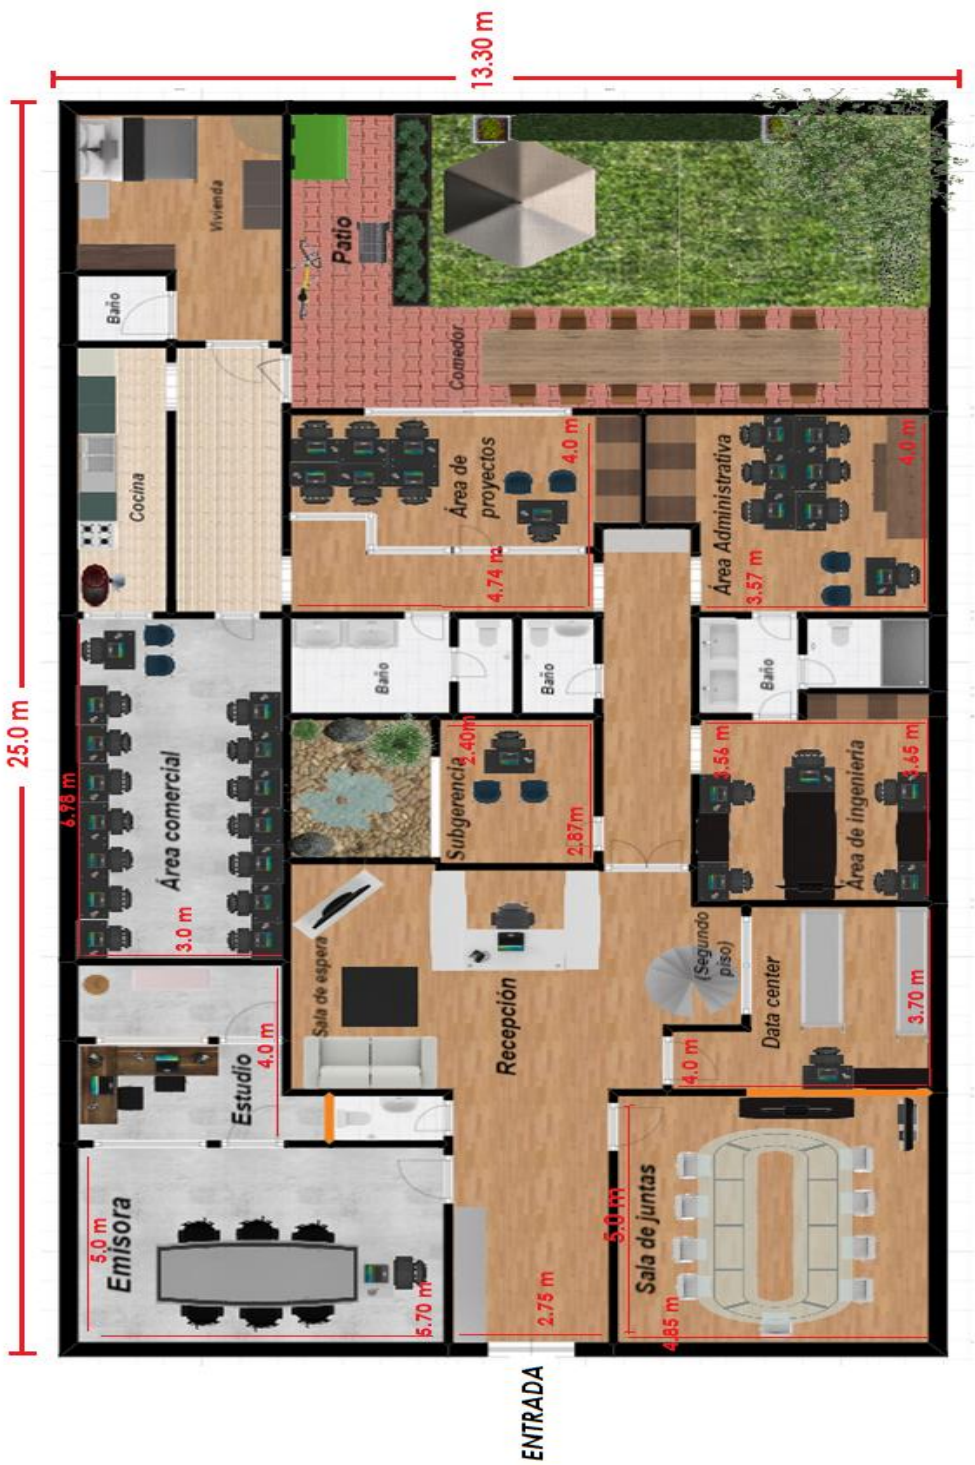 13.30 m
25.0 m
Vivienda
Baño
Patio
Comedor
Cocina
Área de
proyectos
4.0 m
4.74 m
Área Administrativa
4.0 m
3.57 m
Área comercial
6.98 m
3.0 m
Baño
Baño
Baño
Subgerencia
2.40m
2.87m
Área de ingeniería
3.56 m
3.65 m
Sala de espera
Recepción
(Segundo
piso)
Data center
3.70 m
4.0 m
Estudio
4.0 m
Emisora
5.0 m
5.70 m
2.75 m
Sala de juntas
5.0 m
4.85 m
ENTRADA